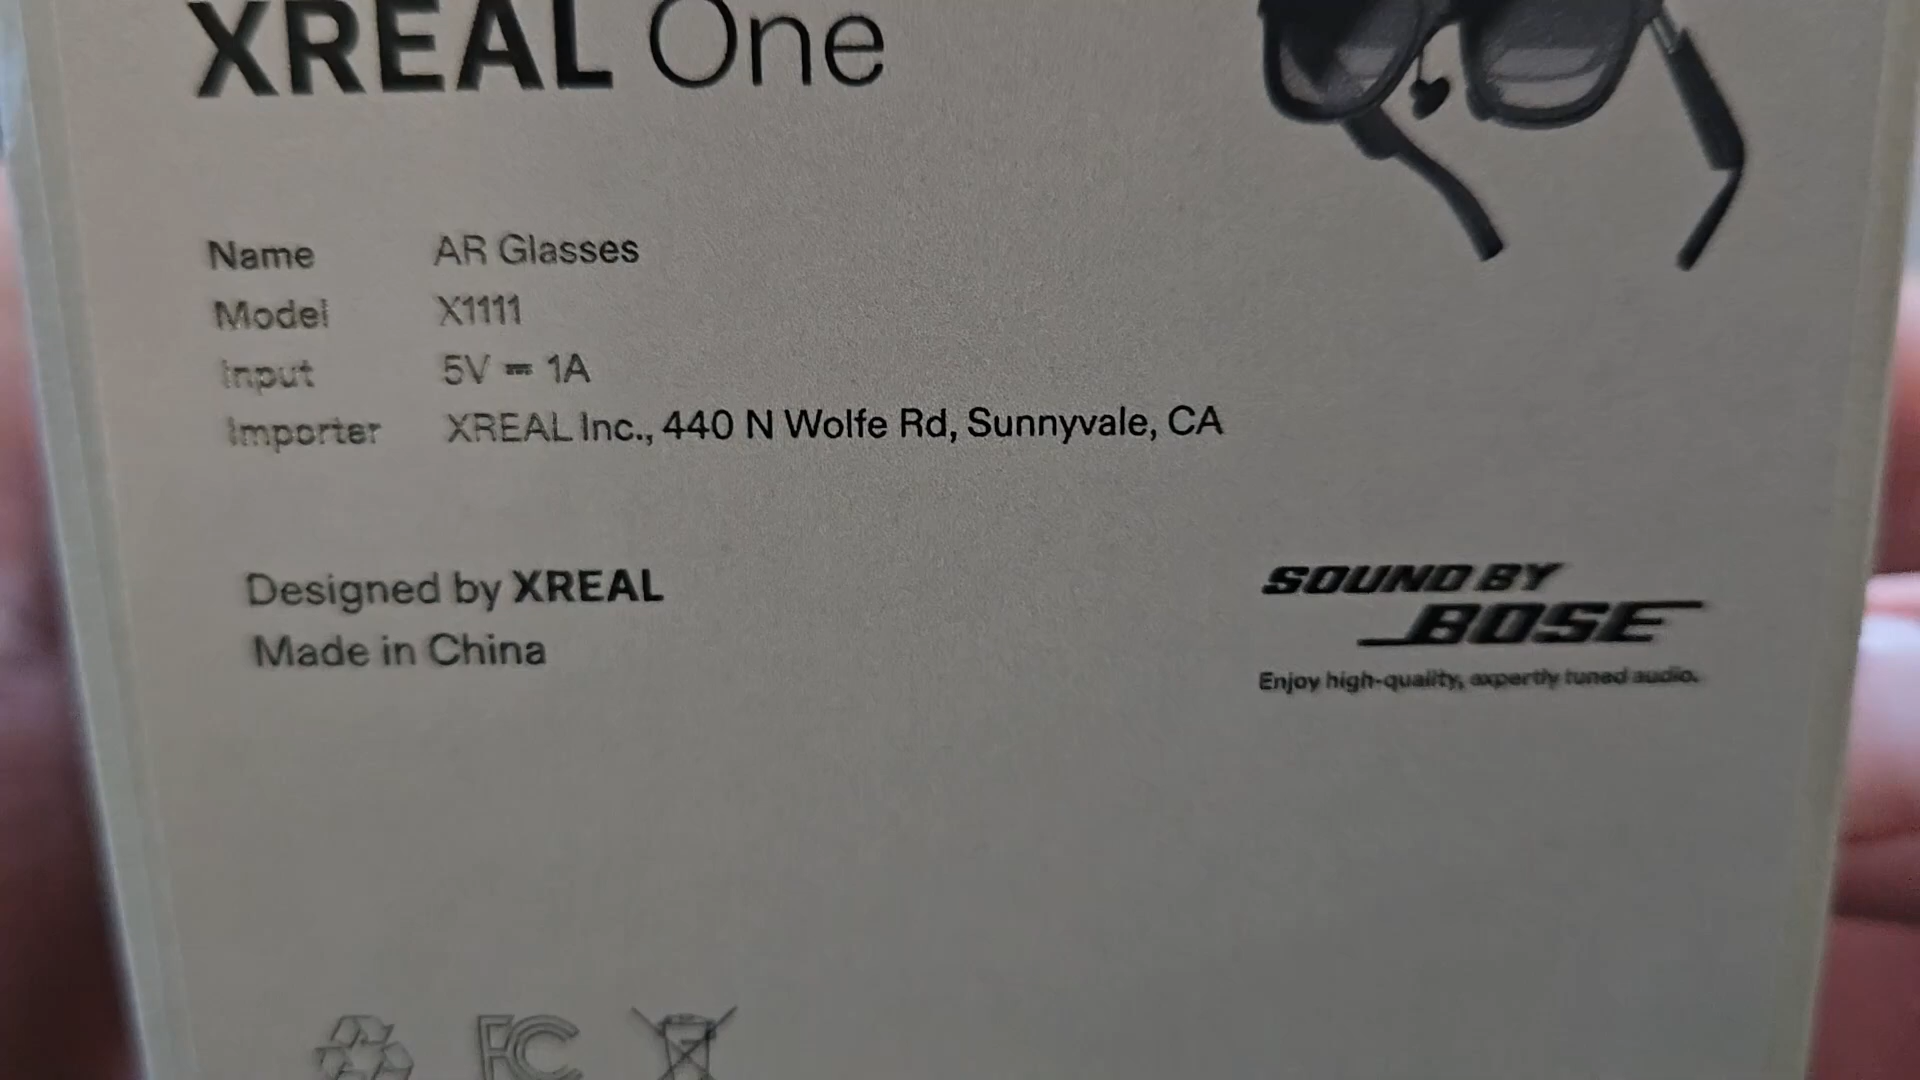 XREAL One
Name AR Glasses
Model X1111
Input 5V ⎓ 1A
Importer XREAL Inc., 440 N Wolfe Rd, Sunnyvale, CA
Designed by XREAL
Made in China
SOUND BY
BOSE
Enjoy high-quality, expertly tuned audio.
FC